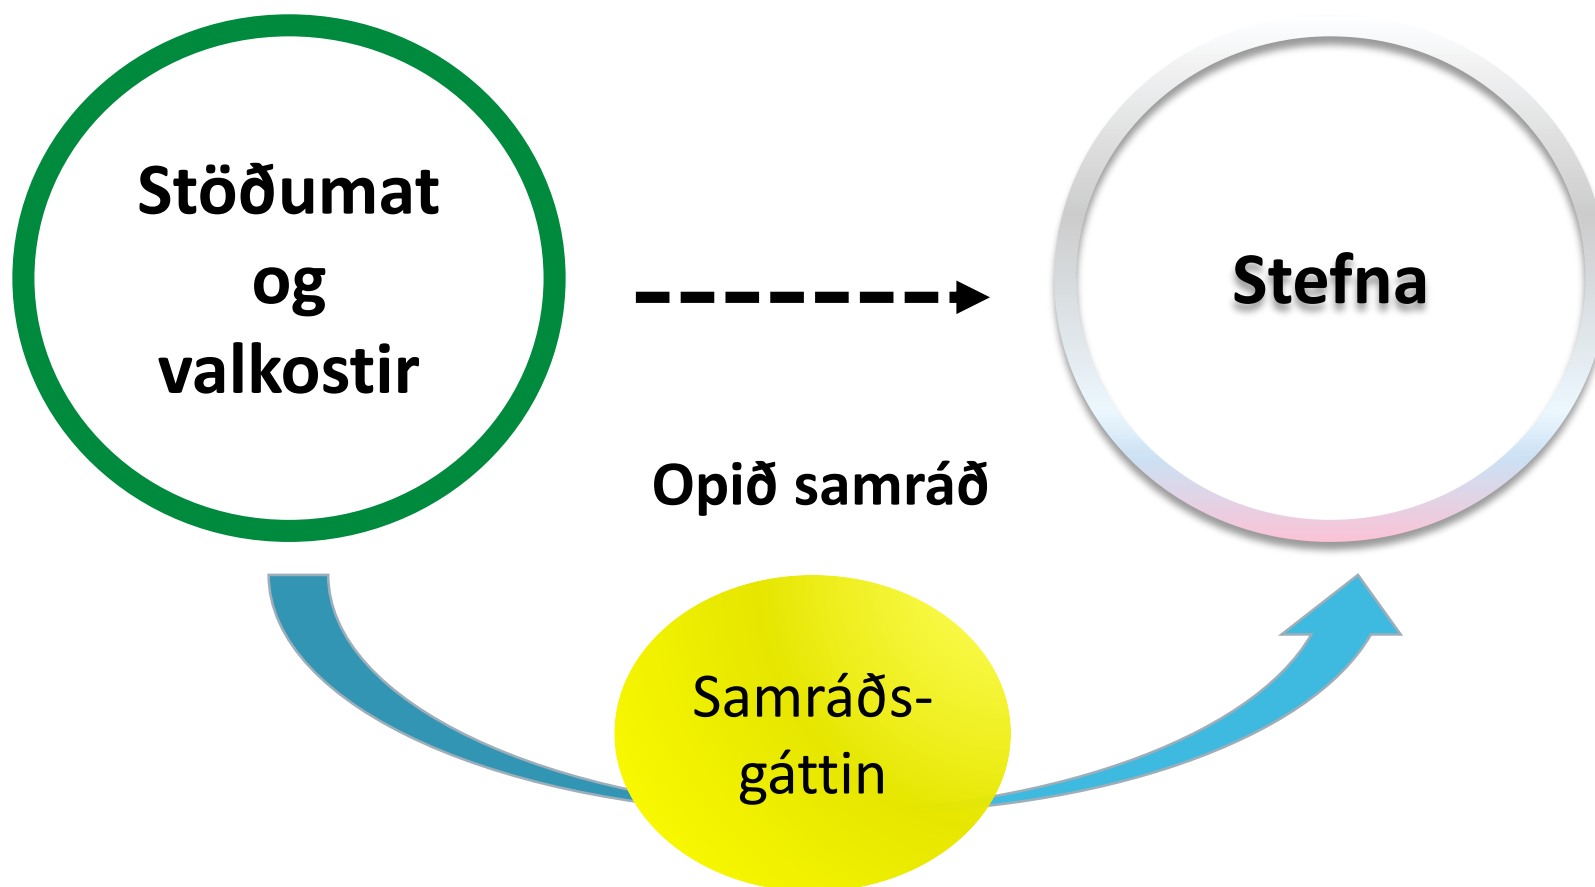 Stöðumat
og
valkostir
Stefna
Opið samráð
Samráðs-
gáttin